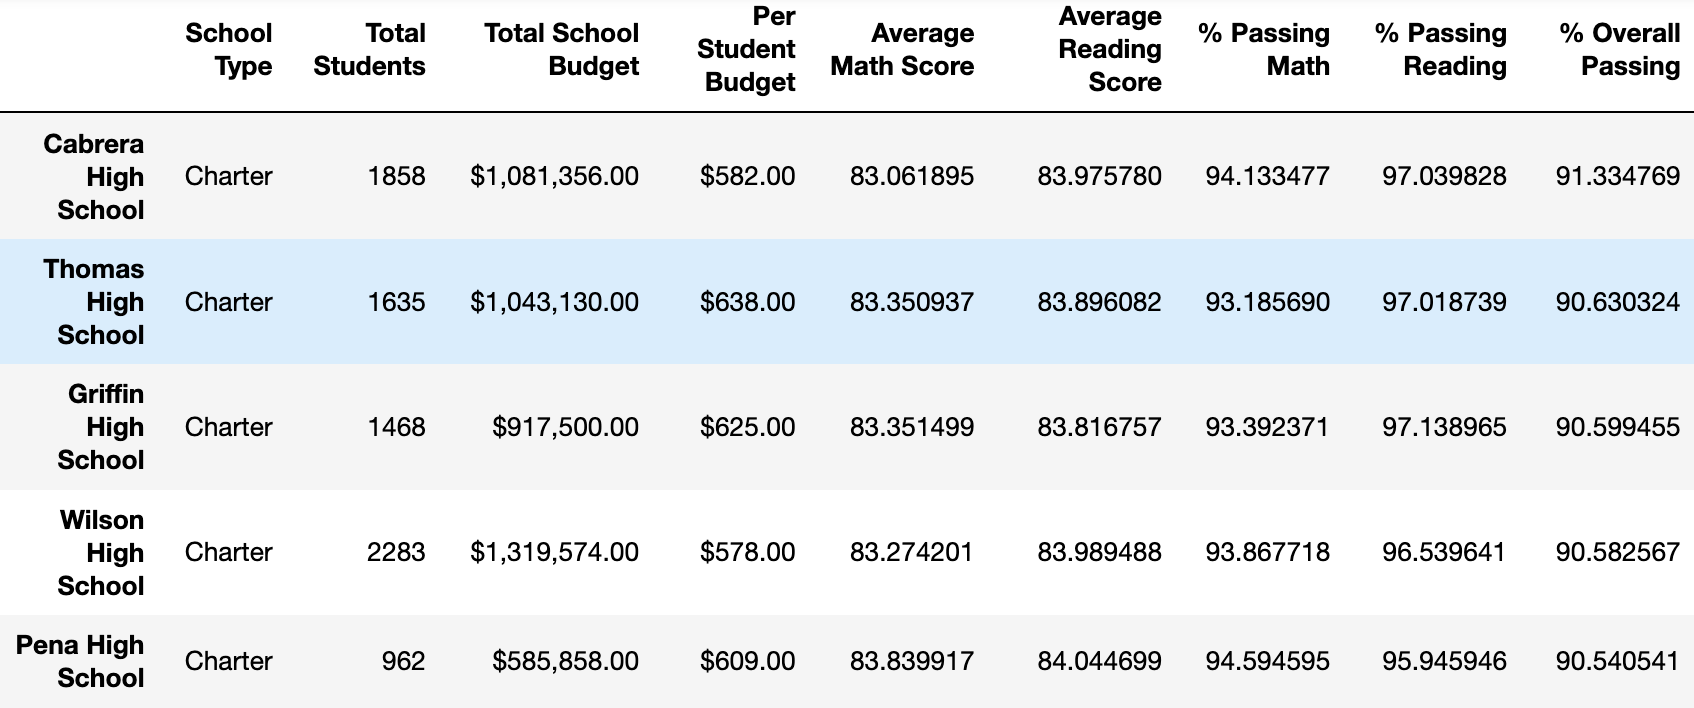 School Type Total Students Total School Budget Per Student Budget Average Math Score Average Reading Score % Passing Math % Passing Reading % Overall Passing
Cabrera High School Charter 1858 $1,081,356.00 $582.00 83.061895 83.975780 94.133477 97.039828 91.334769
Thomas High School Charter 1635 $1,043,130.00 $638.00 83.350937 83.896082 93.185690 97.018739 90.630324
Griffin High School Charter 1468 $917,500.00 $625.00 83.351499 83.816757 93.392371 97.138965 90.599455
Wilson High School Charter 2283 $1,319,574.00 $578.00 83.274201 83.989488 93.867718 96.539641 90.582567
Pena High School Charter 962 $585,858.00 $609.00 83.839917 84.044699 94.594595 95.945946 90.540541